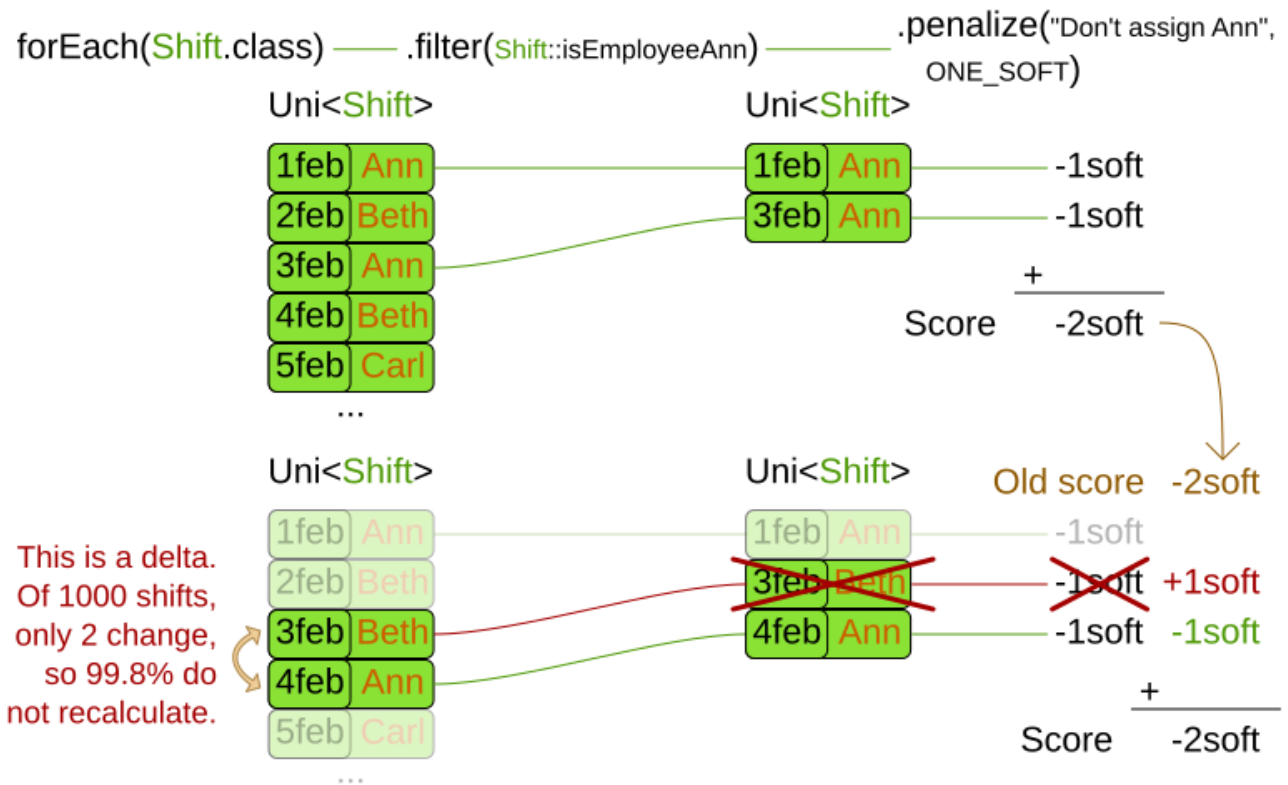 forEach(Shift.class) .filter(Shift::isEmployeeAnn) .penalize("Don't assign Ann",
ONE_SOFT)
Uni<Shift> Uni<Shift>
1feb Ann 1feb Ann -1soft
2feb Beth 3feb Ann -1soft
3feb Ann
+
4feb Beth Score -2soft
5feb Carl
...
Uni<Shift> Uni<Shift> Old score -2soft
1feb Ann 1feb Ann -1soft
This is a delta.
Of 1000 shifts,
only 2 change,
so 99.8% do
not recalculate.
2feb Beth 3feb Beth -1soft +1soft
3feb Beth 4feb Ann -1soft -1soft
4feb Ann
+
5feb Carl Score -2soft
...